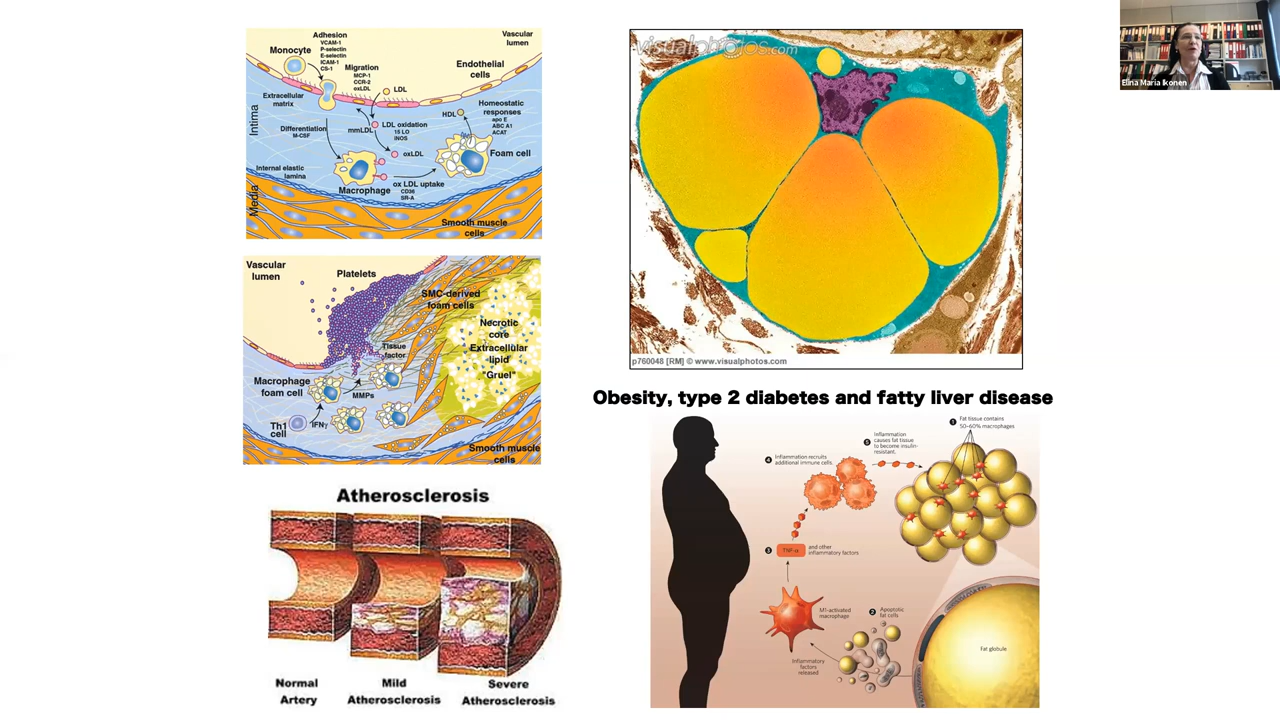 Adhesion
VCAM-1
P-selectin
E-selectin
ICAM-1
CS-1
Vascular
lumen
Monocyte
Migration
MCP-1
CCR-2
oxLDL
Endothelial
cells
LDL
Extracellular
matrix
Homeostatic
responses
apo E
ABC A1
ACAT
HDL
Intima
Differentiation
M-CSF
mmLDL
LDL oxidation
15 LO
iNOS
oxLDL
Foam cell
Internal elastic
lamina
Macrophage
ox LDL uptake
CD36
SR-A
Media
Smooth muscle
cells
Vascular
lumen
Platelets
SMC-derived
foam cells
Necrotic
core
Extracellular
lipid
"Gruel"
Tissue
factor
Macrophage
foam cell
MMPs
Th1
cell
IFNγ
Smooth muscle
cells
Atherosclerosis
Normal
Artery
Mild
Atherosclerosis
Severe
Atherosclerosis
visualphotos.com
p760048 [RM] © www.visualphotos.com
Obesity, type 2 diabetes and fatty liver disease
1 Fat tissue contains
50-60% macrophages
5 Inflammation
causes fat tissue
to become insulin-
resistant.
4 Inflammation recruits
additional immune cells.
3 TNF-α and other
inflammatory factors
M1-activated
macrophage
2 Apoptotic
fat cells
Inflammatory
factors
released
Fat globule
Elina Maria Ikonen